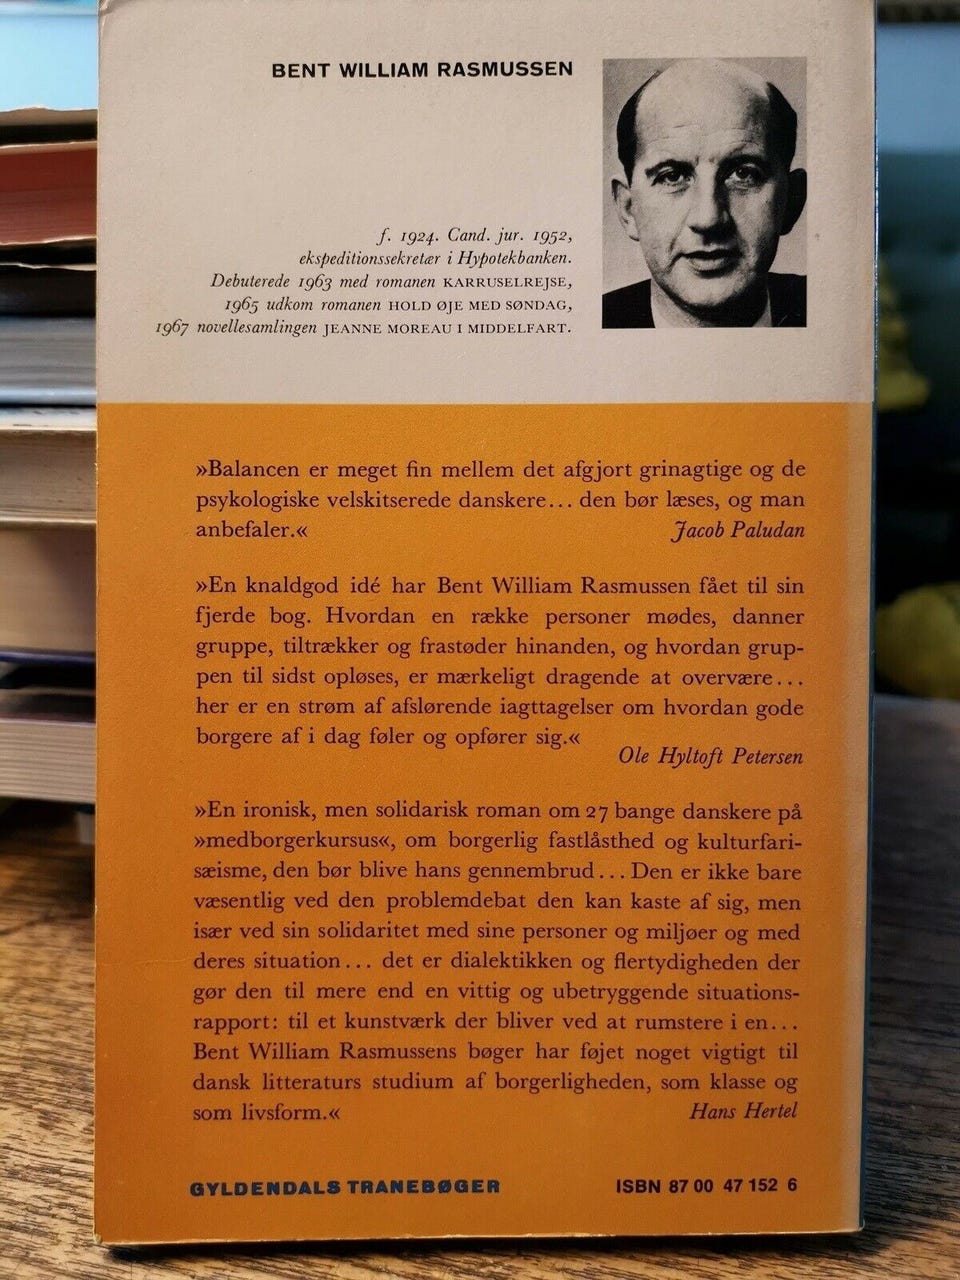 BENT WILLIAM RASMUSSEN
f. 1924. Cand. jur. 1952,
ekspeditionssekretær i Hypotekbanken.
Debuterede 1963 med romanen KARRUSELREJSE,
1965 udkom romanen HOLD ØJE MED SØNDAG,
1967 novellesamlingen JEANNE MOREAU I MIDDELFART.
»Balancen er meget fin mellem det afgjort grinagtige og de
psykologiske velskitserede danskere... den bør læses, og man
anbefaler.« Jacob Paludan
»En knaldgod idé har Bent William Rasmussen fået til sin
fjerde bog. Hvordan en række personer mødes, danner
gruppe, tiltrækker og frastøder hinanden, og hvordan grup-
pen til sidst opløses, er mærkeligt dragende at overvære...
her er en strøm af afslørende iagttagelser om hvordan gode
borgere af i dag føler og opfører sig.«
Ole Hyltoft Petersen
»En ironisk, men solidarisk roman om 27 bange danskere på
»medborgerkursus«, om borgerlig fastlåsthed og kulturfari-
sæisme, den bør blive hans gennembrud... Den er ikke bare
væsentlig ved den problemdebat den kan kaste af sig, men
især ved sin solidaritet med sine personer og miljøer og med
deres situation... det er dialektikken og flertydigheden der
gør den til mere end en vittig og ubetryggende situations-
rapport: til et kunstværk der bliver ved at rumstere i en...
Bent William Rasmussens bøger har føjet noget vigtigt til
dansk litteraturs studium af borgerligheden, som klasse og
som livsform.« Hans Hertel
GYLDENDALS TRANEBØGER ISBN 87 00 47 152 6